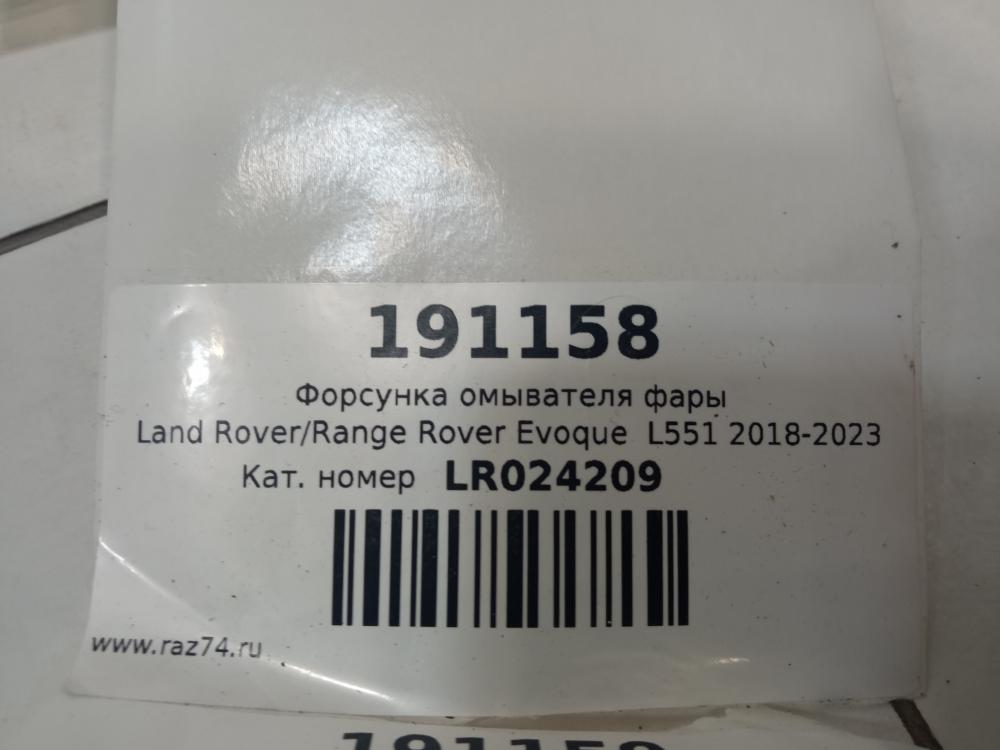 191158
Форсунка омывателя фары
Land Rover/Range Rover Evoque L551 2018-2023
Кат. номер LR024209
www.raz74.ru